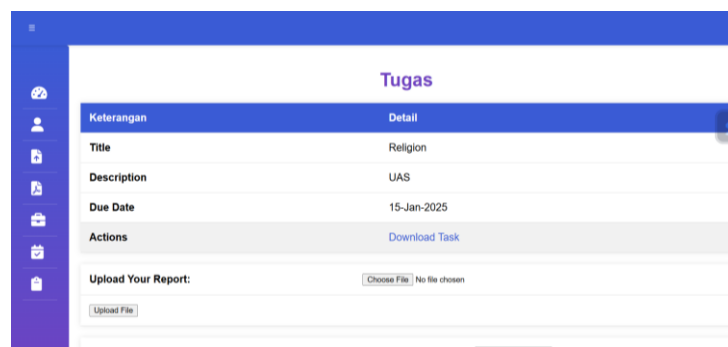 Tugas
Keterangan Detail
Title Religion
Description UAS
Due Date 15-Jan-2025
Actions Download Task
Upload Your Report: Choose File No file chosen
Upload File